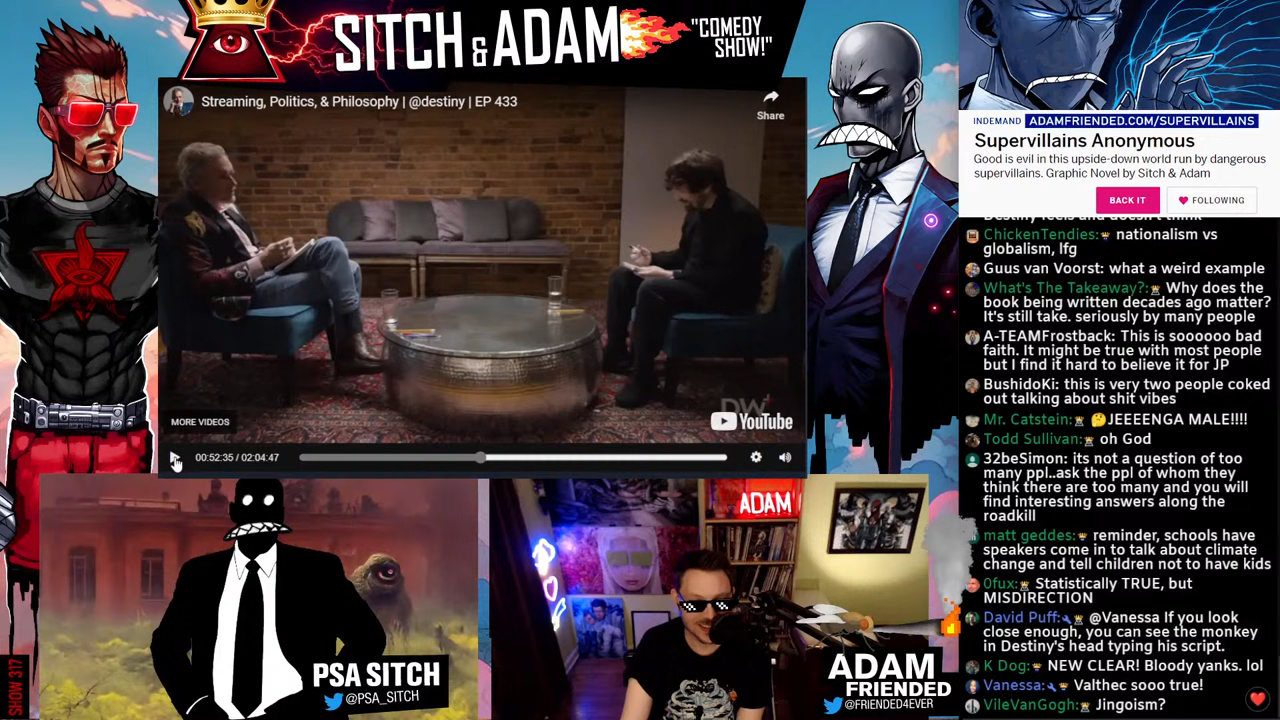 SITCH & ADAM
"COMEDY
SHOW!"
Streaming, Politics, & Philosophy | @destiny | EP 433
Share
DW+
MORE VIDEOS
YouTube
00:52:35 / 02:04:47
ADAM
PSA SITCH
@PSA_SITCH
ADAM
FRIENDED
@FRIENDED4EVER
SHOW 317
INDEMAND ADAMFRIENDED.COM/SUPERVILLAINS
Supervillains Anonymous
Good is evil in this upside-down world run by dangerous
supervillains. Graphic Novel by Sitch & Adam
BACK IT
FOLLOWING
Destiny feels and doesn't think
ChickenTendies: nationalism vs
globalism, lfg
Guus van Voorst: what a weird example
What's The Takeaway?: Why does the
book being written decades ago matter?
It's still take. seriously by many people
A-TEAMFrostback: This is soooooo bad
faith. It might be true with most people
but I find it hard to believe it for JP
BushidoKi: this is very two people coked
out talking about shit vibes
Mr. Catstein: 🤔JEEEENGA MALE!!!!
Todd Sullivan: oh God
32beSimon: its not a question of too
many ppl..ask the ppl of whom they
think there are too many and you will
find interesting answers along the
roadkill
matt geddes: reminder, schools have
speakers come in to talk about climate
change and tell children not to have kids
0fux: Statistically TRUE, but
MISDIRECTION
David Puff: @Vanessa If you look
close enough, you can see the monkey
in Destiny's head typing his script.
K Dog: NEW CLEAR! Bloody yanks. lol
Vanessa: Valthec sooo true!
VileVanGogh: Jingoism?